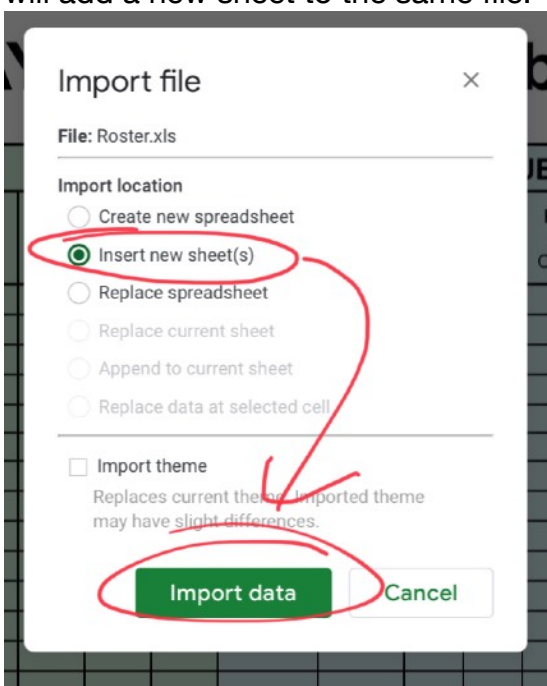 will add a new sheet to the same file.
Import file
File: Roster.xls
Import location
Create new spreadsheet
Insert new sheet(s)
Replace spreadsheet
Replace current sheet
Append to current sheet
Replace data at selected cell
Import theme
Replaces current theme. Imported theme
may have slight differences.
Import data
Cancel